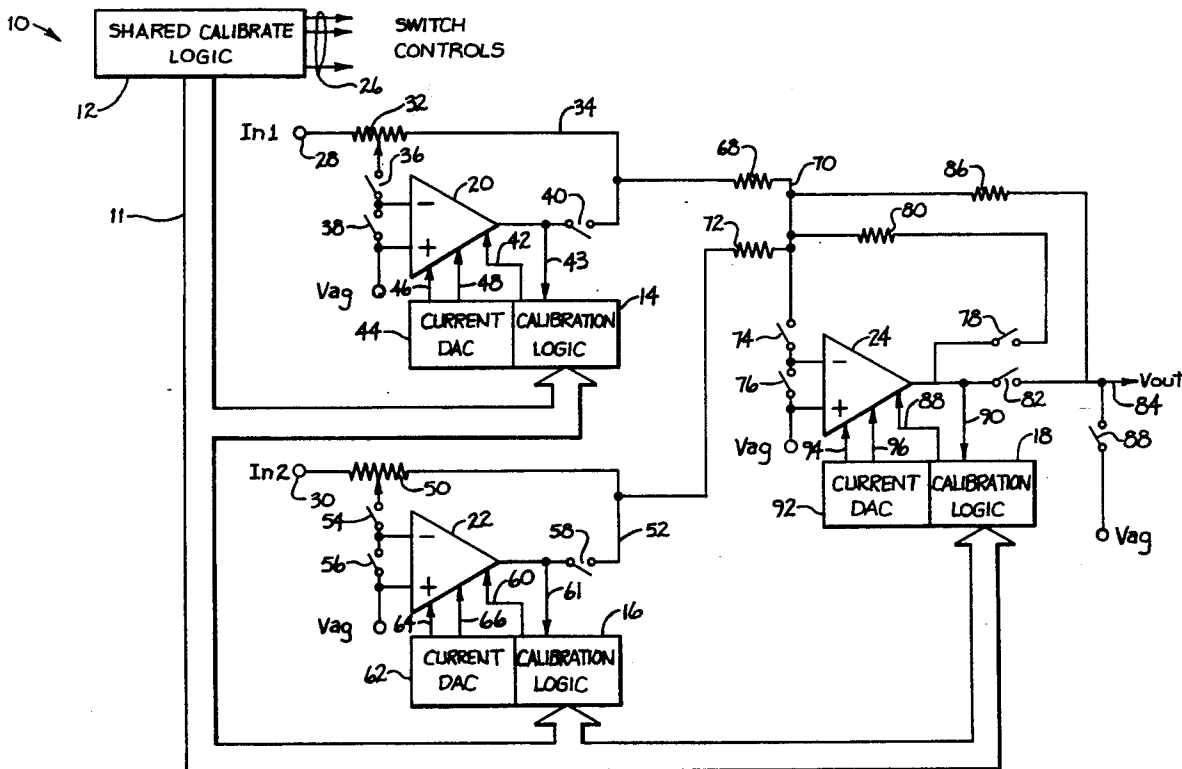 10
SHARED CALIBRATE
LOGIC
SWITCH
CONTROLS
12
26
32
34
In1
28
36
20
40
38
42
43
11
Vag
46
48
14
44
CURRENT
DAC
CALIBRATION
LOGIC
68
70
86
72
80
74
24
78
76
Vout
82
84
88
90
88
Vag
94
96
18
92
CURRENT
DAC
CALIBRATION
LOGIC
Vag
In2
30
50
54
22
58
52
56
60
61
Vag
64
66
16
62
CURRENT
DAC
CALIBRATION
LOGIC